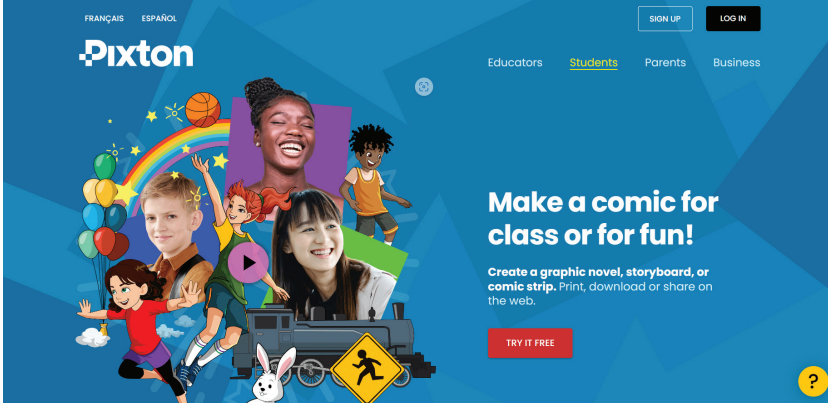 FRANÇAIS ESPAÑOL SIGN UP LOG IN
Pixton
Educators Students Parents Business
Make a comic for
class or for fun!
Create a graphic novel, storyboard, or
comic strip. Print, download or share on
the web.
TRY IT FREE
?